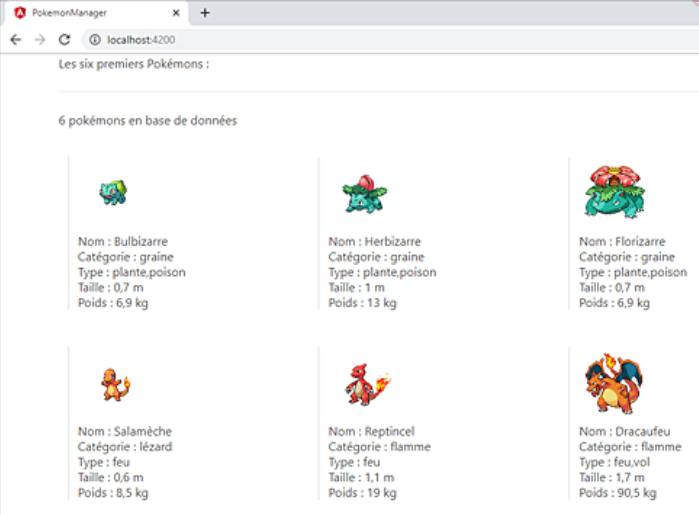 PokemonManager
localhost:4200
Les six premiers Pokémons :
6 pokémons en base de données
Nom : Bulbizarre
Catégorie : graine
Type : plante,poison
Taille : 0,7 m
Poids : 6,9 kg
Nom : Herbizarre
Catégorie : graine
Type : plante,poison
Taille : 1 m
Poids : 13 kg
Nom : Florizarre
Catégorie : graine
Type : plante,poison
Taille : 0,7 m
Poids : 6,9 kg
Nom : Salamèche
Catégorie : lézard
Type : feu
Taille : 0,6 m
Poids : 8,5 kg
Nom : Reptincel
Catégorie : flamme
Type : feu
Taille : 1,1 m
Poids : 19 kg
Nom : Dracaufeu
Catégorie : flamme
Type : feu,vol
Taille : 1,7 m
Poids : 90,5 kg